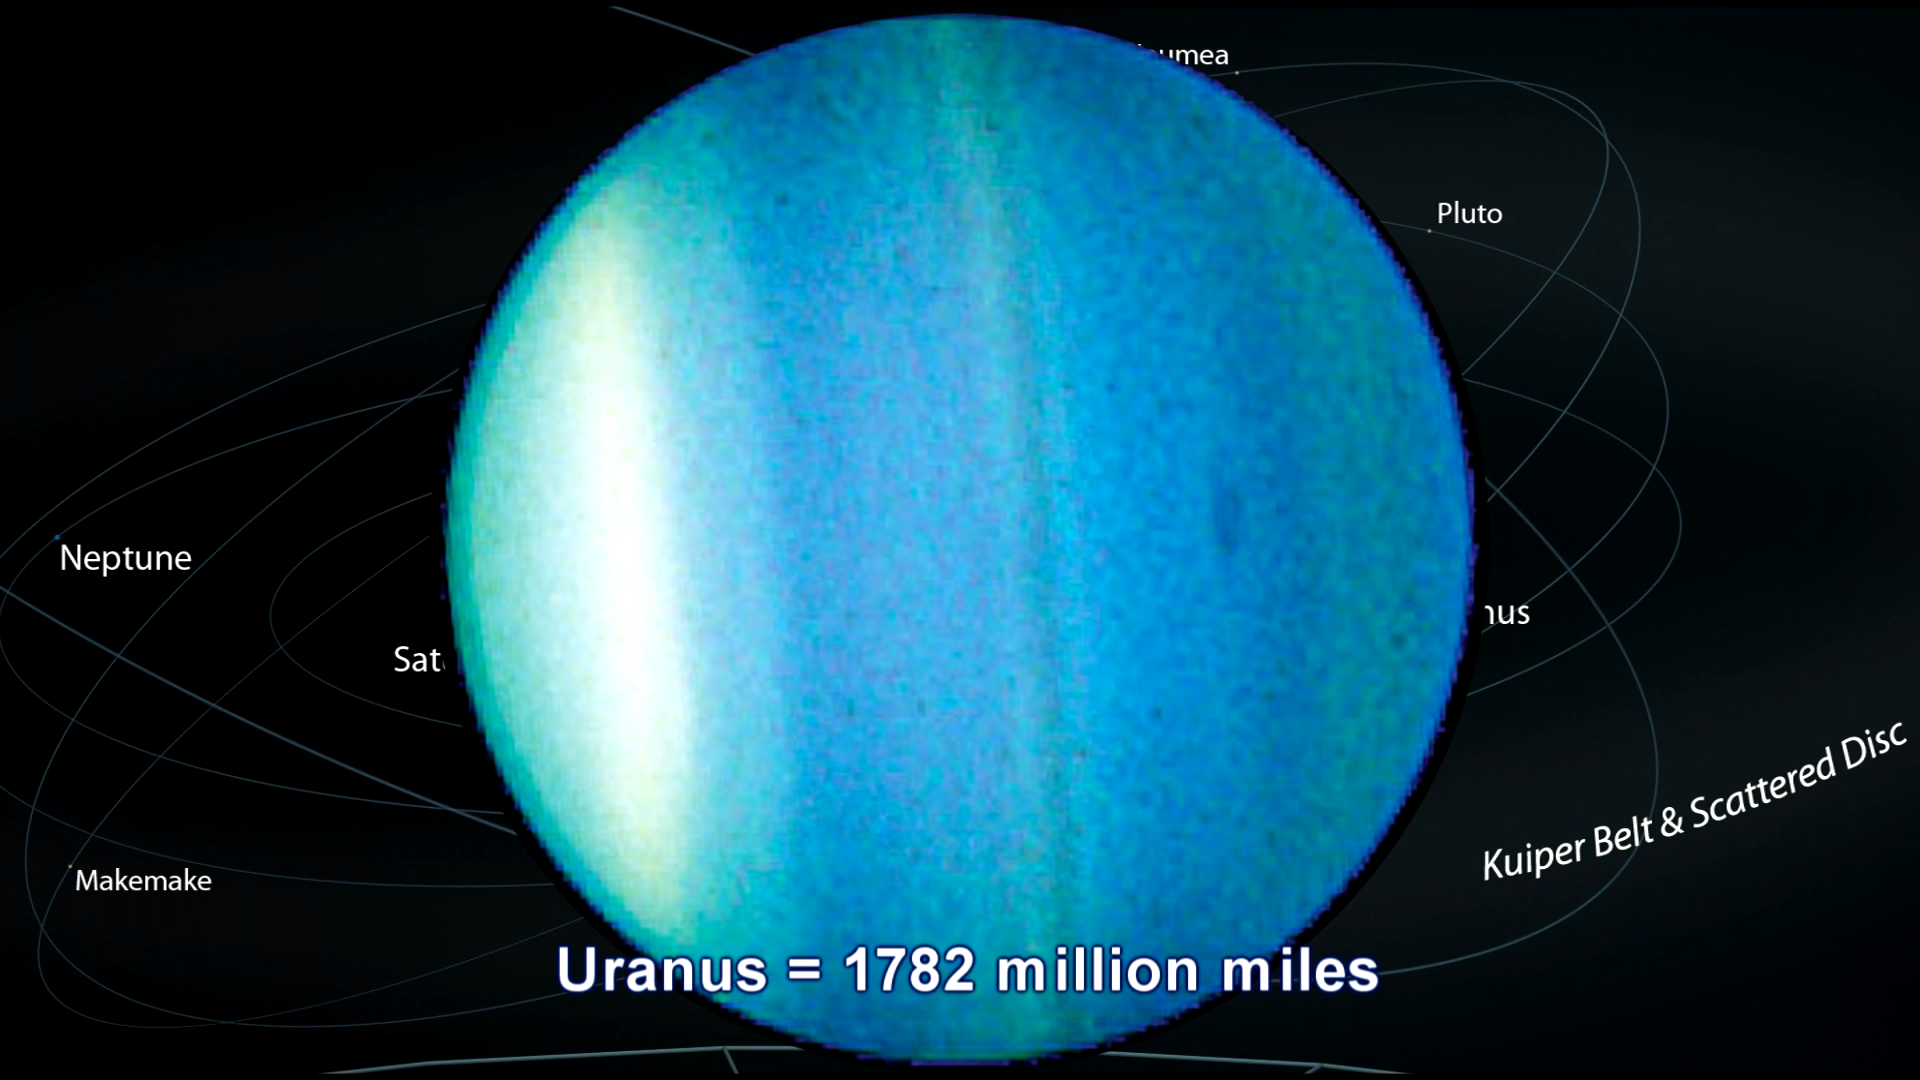 Pluto
Neptune
Makemake
Kuiper Belt & Scattered Disc
Uranus = 1782 million miles